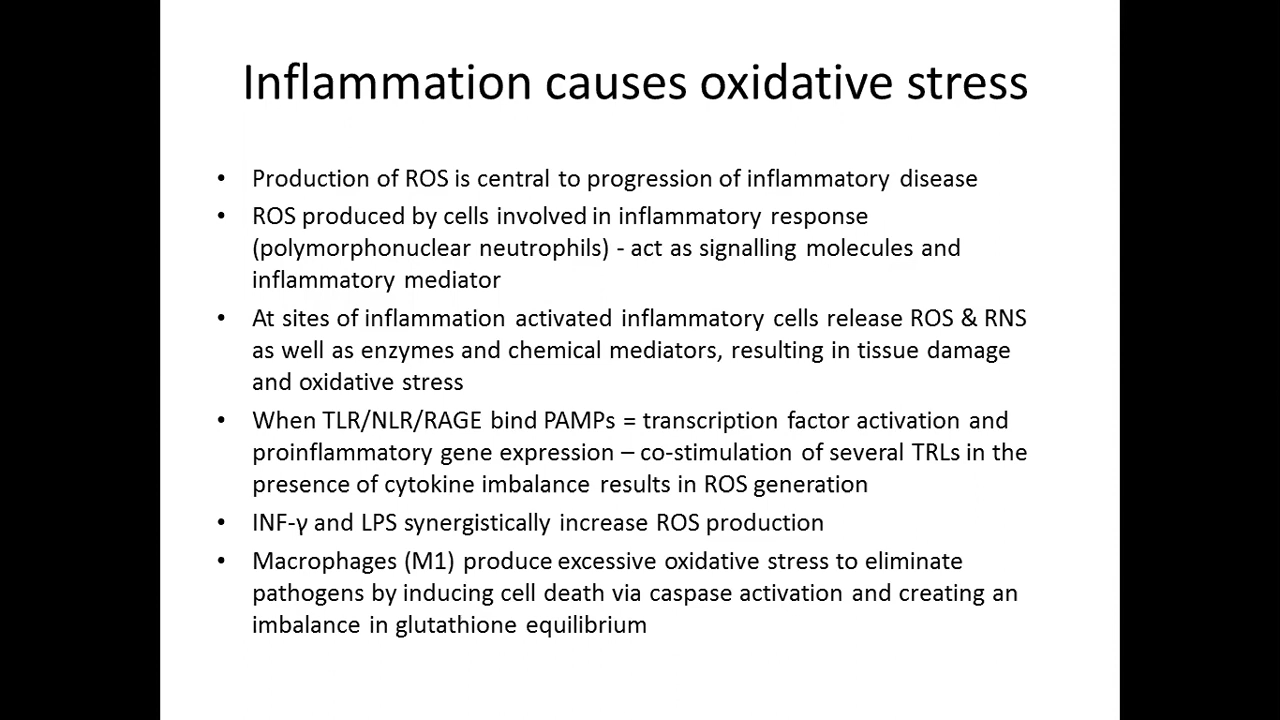 Inflammation causes oxidative stress
• Production of ROS is central to progression of inflammatory disease
• ROS produced by cells involved in inflammatory response
(polymorphonuclear neutrophils) - act as signalling molecules and
inflammatory mediator
• At sites of inflammation activated inflammatory cells release ROS & RNS
as well as enzymes and chemical mediators, resulting in tissue damage
and oxidative stress
• When TLR/NLR/RAGE bind PAMPs = transcription factor activation and
proinflammatory gene expression – co-stimulation of several TRLs in the
presence of cytokine imbalance results in ROS generation
• INF-γ and LPS synergistically increase ROS production
• Macrophages (M1) produce excessive oxidative stress to eliminate
pathogens by inducing cell death via caspase activation and creating an
imbalance in glutathione equilibrium